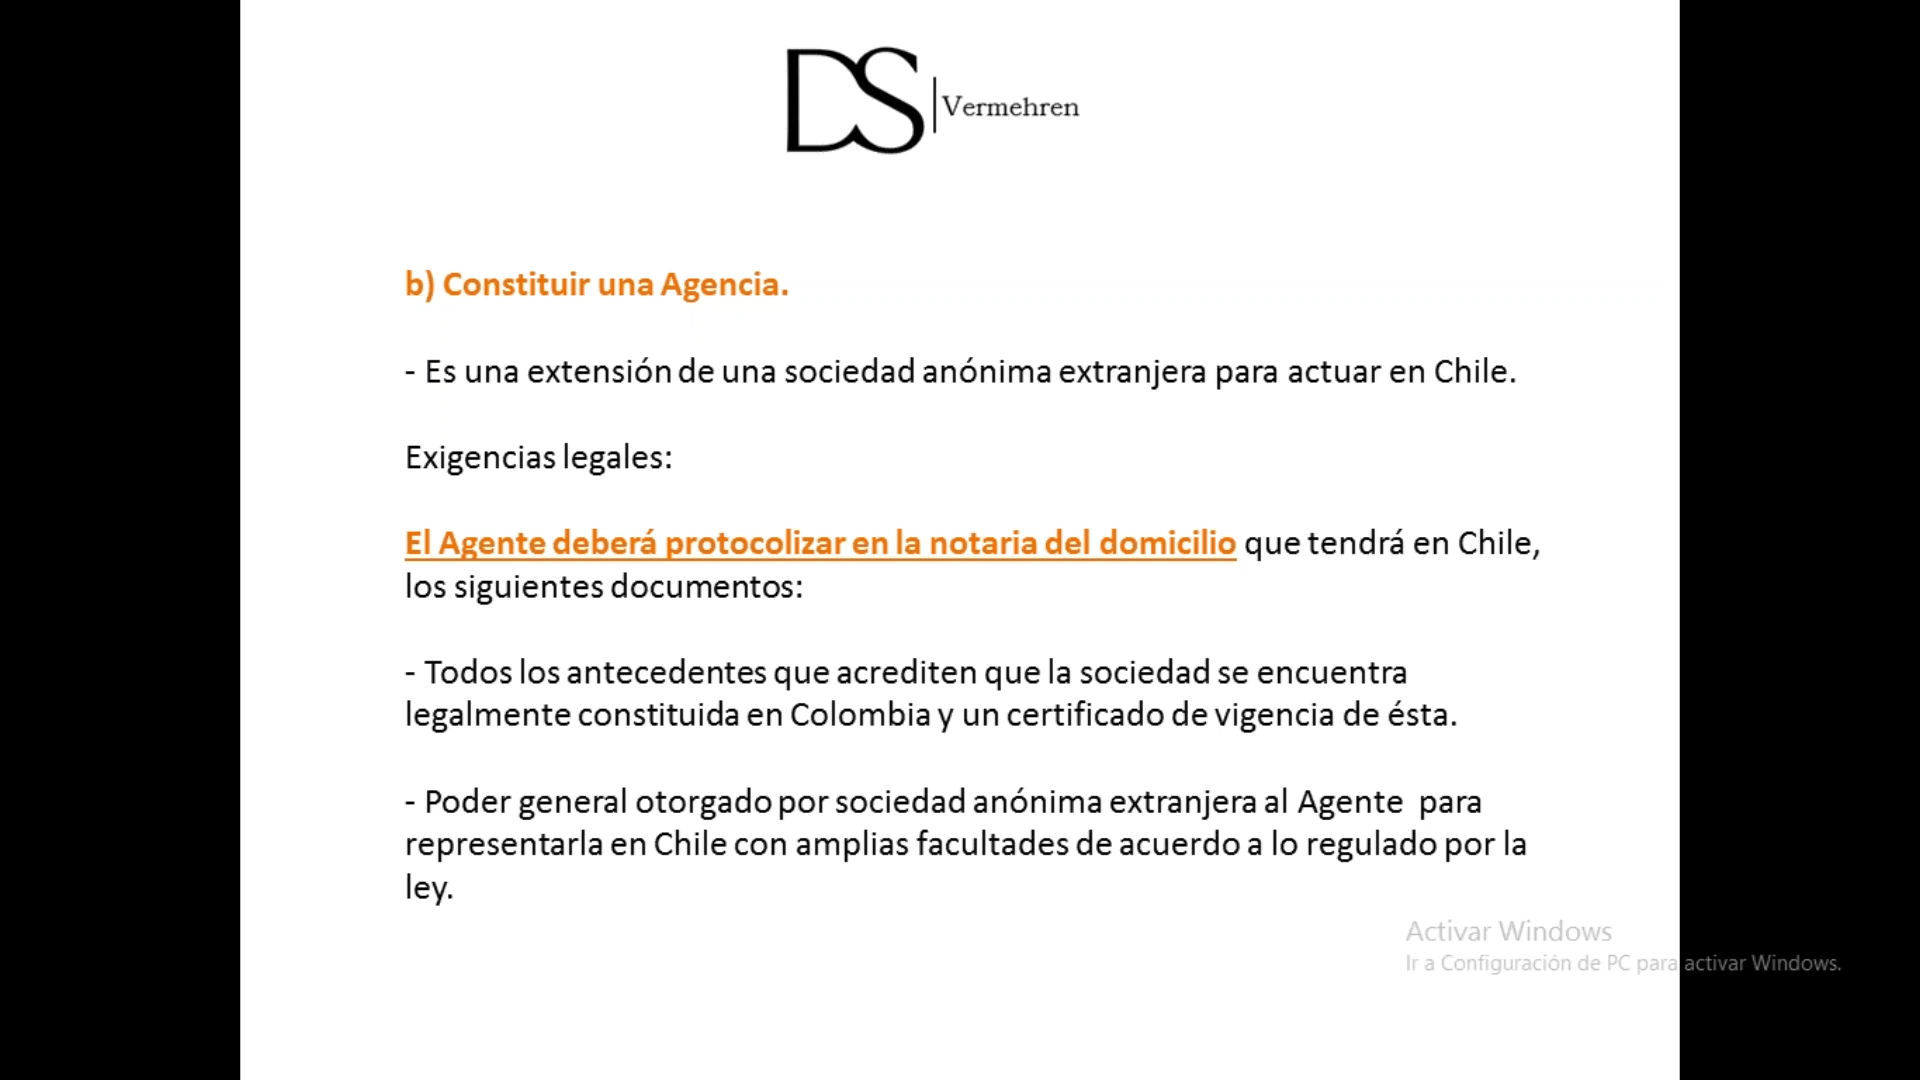 DS
Vermehren
b) Constituir una Agencia.
- Es una extensión de una sociedad anónima extranjera para actuar en Chile.
Exigencias legales:
El Agente deberá protocolizar en la notaria del domicilio que tendrá en Chile,
los siguientes documentos:
- Todos los antecedentes que acrediten que la sociedad se encuentra
legalmente constituida en Colombia y un certificado de vigencia de ésta.
- Poder general otorgado por sociedad anónima extranjera al Agente para
representarla en Chile con amplias facultades de acuerdo a lo regulado por la
ley.
Activar Windows
Ir a Configuración de PC para activar Windows.